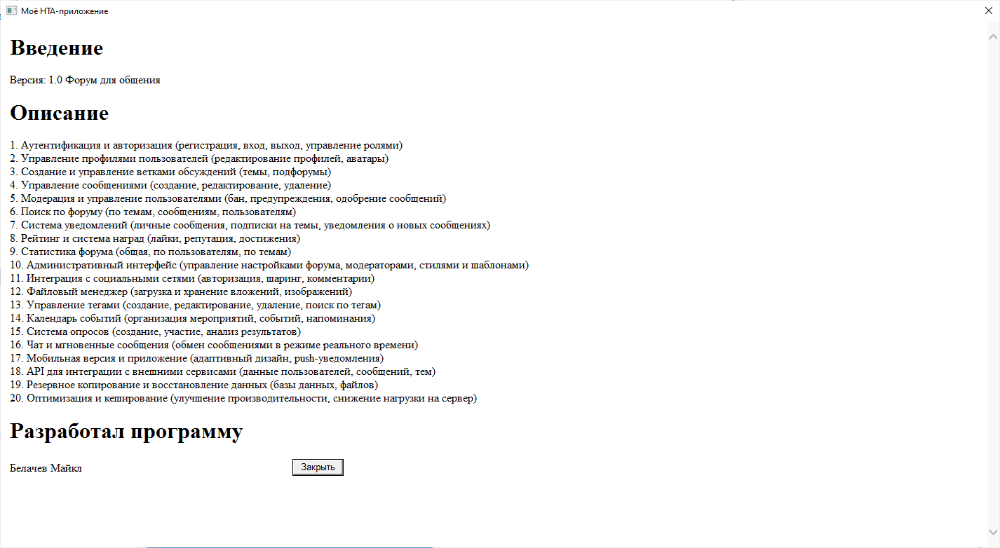 Моё HTA-приложение
Введение
Версия: 1.0 Форум для общения
Описание
1. Аутентификация и авторизация (регистрация, вход, выход, управление ролями)
2. Управление профилями пользователей (редактирование профилей, аватары)
3. Создание и управление ветками обсуждений (темы, подфорумы)
4. Управление сообщениями (создание, редактирование, удаление)
5. Модерация и управление пользователями (бан, предупреждения, одобрение сообщений)
6. Поиск по форуму (по темам, сообщениям, пользователям)
7. Система уведомлений (личные сообщения, подписки на темы, уведомления о новых сообщениях)
8. Рейтинг и система наград (лайки, репутация, достижения)
9. Статистика форума (общая, по пользователям, по темам)
10. Административный интерфейс (управление настройками форума, модераторами, стилями и шаблонами)
11. Интеграция с социальными сетями (авторизация, шаринг, комментарии)
12. Файловый менеджер (загрузка и хранение вложений, изображений)
13. Управление тегами (создание, редактирование, удаление, поиск по тегам)
14. Календарь событий (организация мероприятий, событий, напоминания)
15. Система опросов (создание, участие, анализ результатов)
16. Чат и мгновенные сообщения (обмен сообщениями в режиме реального времени)
17. Мобильная версия и приложение (адаптивный дизайн, push-уведомления)
18. API для интеграции с внешними сервисами (данные пользователей, сообщений, тем)
19. Резервное копирование и восстановление данных (базы данных, файлов)
20. Оптимизация и кеширование (улучшение производительности, снижение нагрузки на сервер)
Разработал программу
Белачев Майкл Закрыть